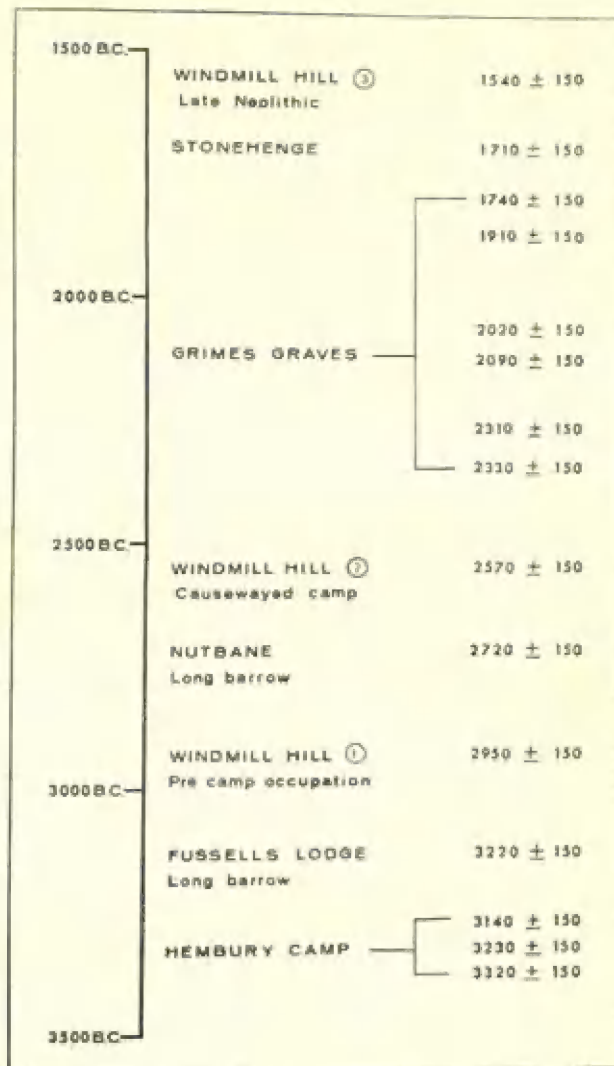 1500 B.C.
WINDMILL HILL ③ 1540 ± 150
Late Neolithic
STONEHENGE 1710 ± 150
1740 ± 150
1910 ± 150
2000 B.C.
2020 ± 150
GRIMES GRAVES 2090 ± 150
2310 ± 150
2330 ± 150
2500 B.C.
WINDMILL HILL ② 2570 ± 150
Causewayed camp
NUTBANE 2720 ± 150
Long barrow
WINDMILL HILL ① 2950 ± 150
Pre camp occupation
3000 B.C.
FUSSELLS LODGE 3220 ± 150
Long barrow
3140 ± 150
HEMBURY CAMP 3230 ± 150
3320 ± 150
3500 B.C.